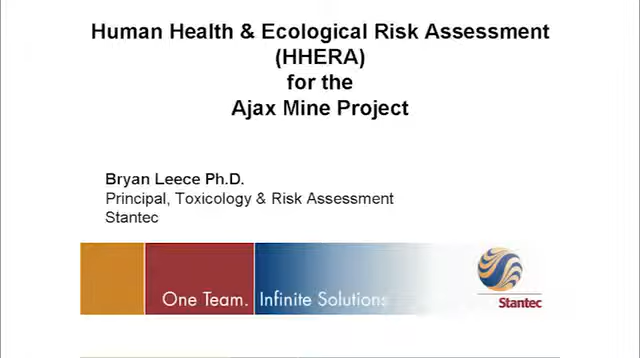 Human Health & Ecological Risk Assessment
(HHERA)
for the
Ajax Mine Project
Bryan Leece Ph.D.
Principal, Toxicology & Risk Assessment
Stantec
One Team. Infinite Solutions.
Stantec